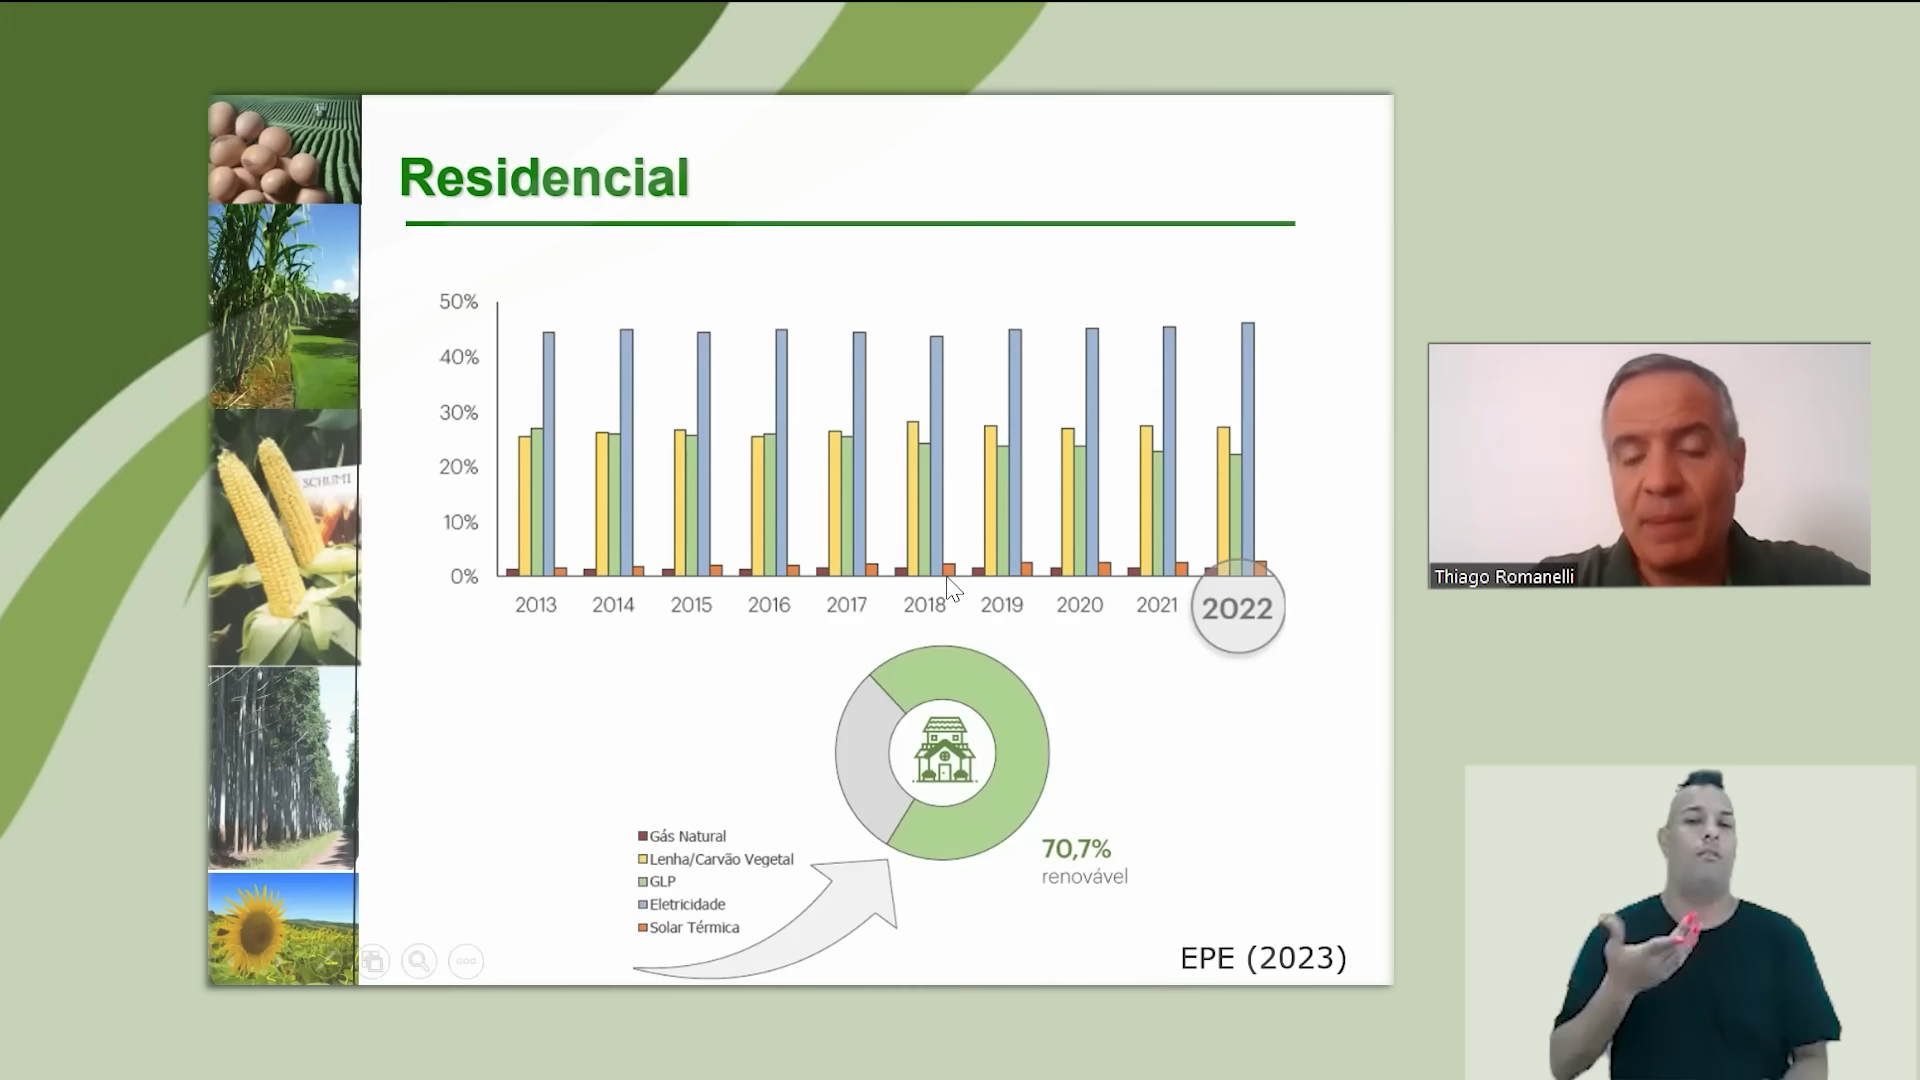 Residencial
50%
40%
30%
20%
10%
0%
2013 2014 2015 2016 2017 2018 2019 2020 2021 2022
SCHUMI
Gás Natural
Lenha/Carvão Vegetal
GLP
Eletricidade
Solar Térmica
70,7%
renovável
EPE (2023)
Thiago Romanelli